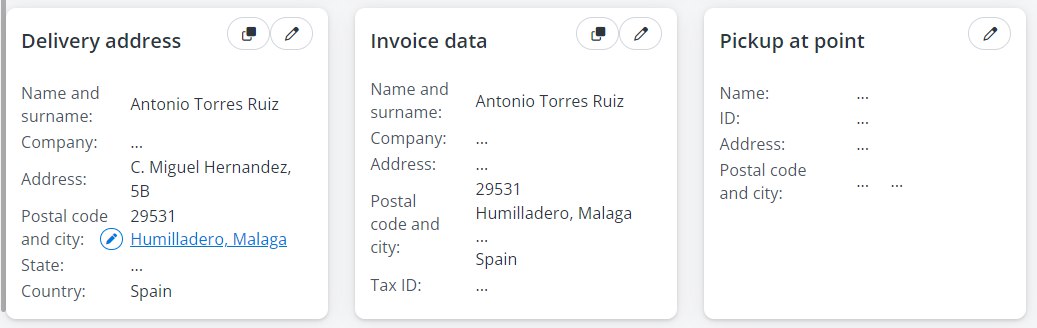 Delivery address
Name and surname: Antonio Torres Ruiz
Company: ...
Address: C. Miguel Hernandez, 5B
Postal code and city: 29531 Humilladero, Malaga
State: ...
Country: Spain
Invoice data
Name and surname: Antonio Torres Ruiz
Company: ...
Address: ...
Postal code and city: 29531 Humilladero, Malaga ... Spain
Tax ID: ...
Pickup at point
Name: ...
ID: ...
Address: ...
Postal code and city: ... ...